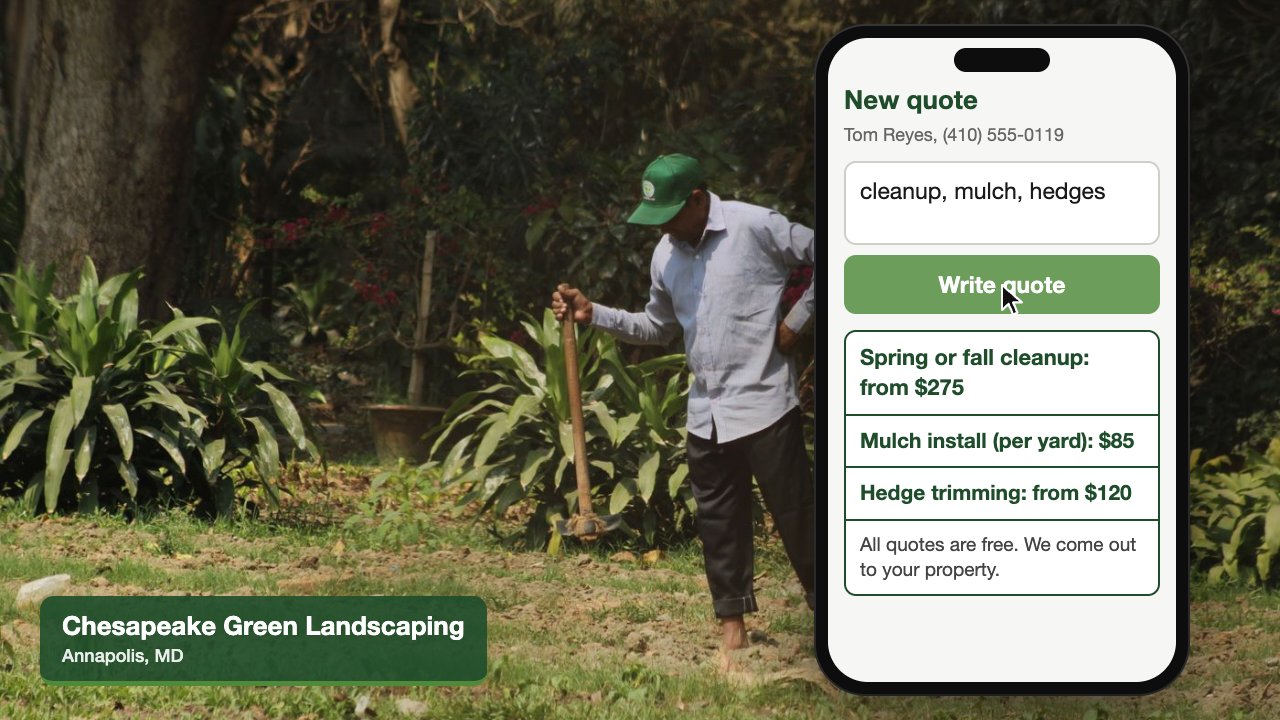 New quote
Tom Reyes, (410) 555-0119
cleanup, mulch, hedges
Write quote
Spring or fall cleanup:
from $275
Mulch install (per yard): $85
Hedge trimming: from $120
All quotes are free. We come out
to your property.
Chesapeake Green Landscaping
Annapolis, MD